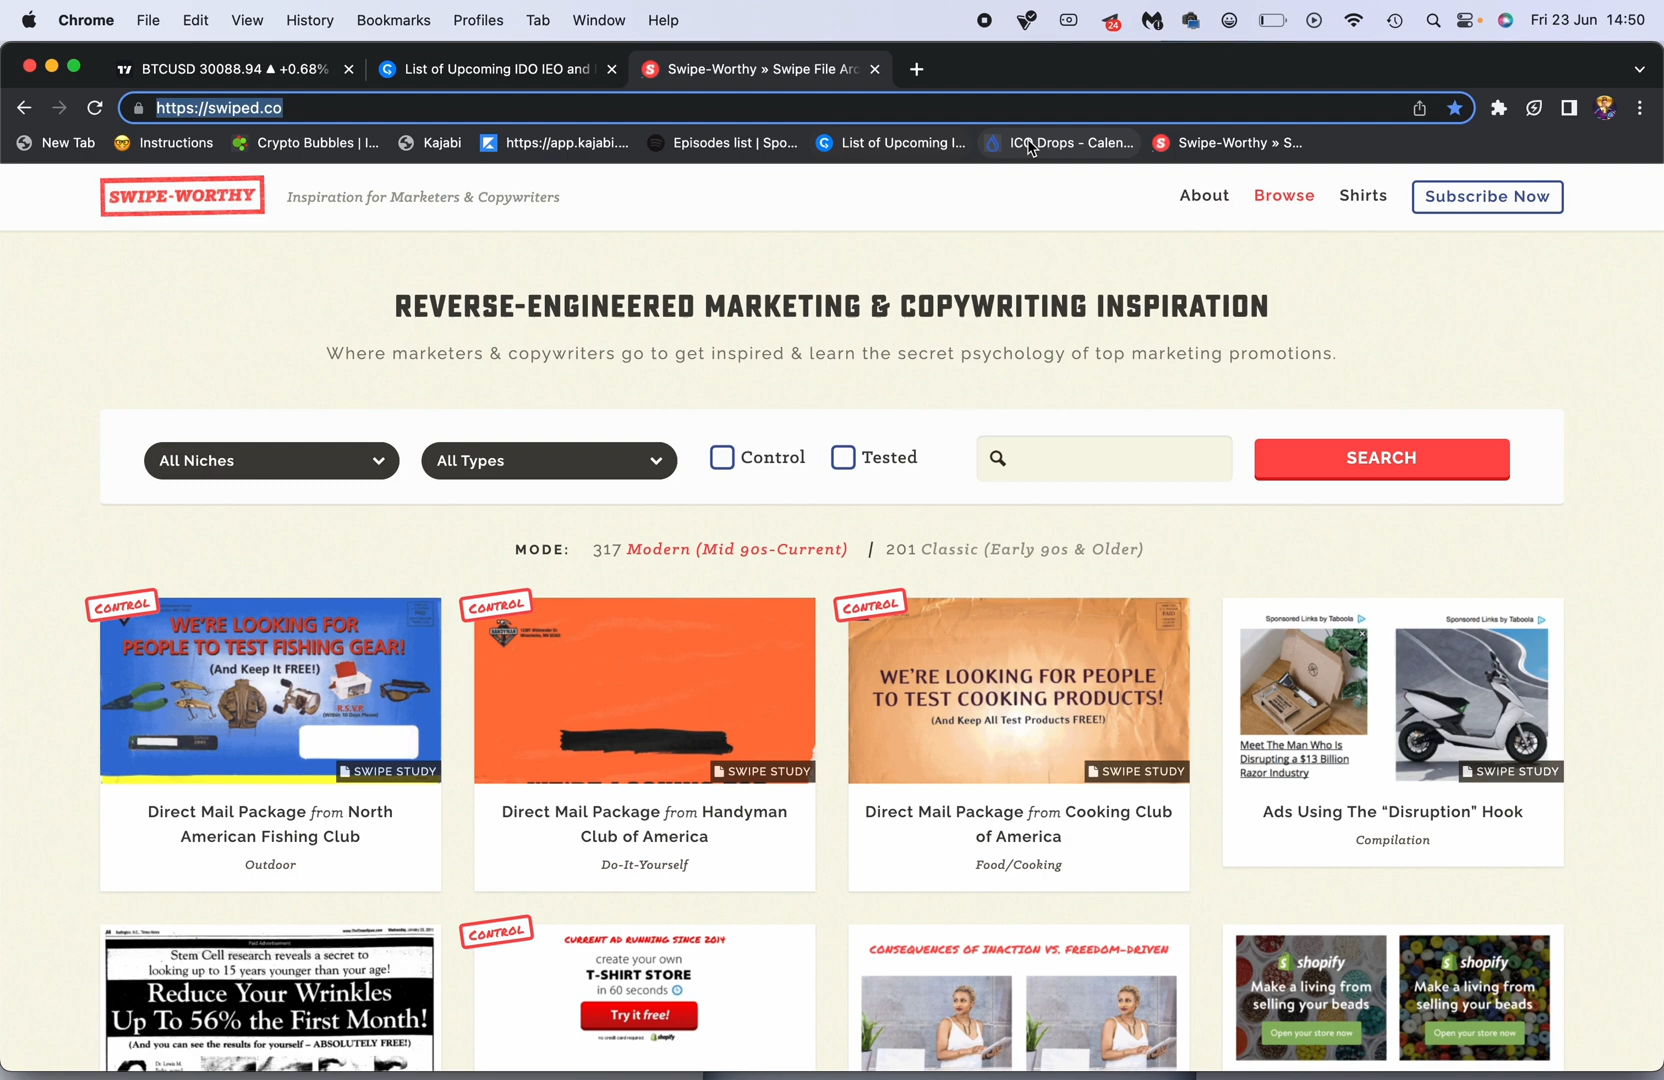 Chrome File Edit View History Bookmarks Profiles Tab Window Help 24 Fri 23 Jun 14:50
BTCUSD 30088.94 ▲ +0.68% List of Upcoming IDO IEO and Swipe-Worthy » Swipe File Arc
https://swiped.co
New Tab Instructions Crypto Bubbles | I... Kajabi https://app.kajabi.... Episodes list | Spo... List of Upcoming I... ICO Drops - Calen... Swipe-Worthy » S...
SWIPE-WORTHY Inspiration for Marketers & Copywriters About Browse Shirts Subscribe Now
REVERSE-ENGINEERED MARKETING & COPYWRITING INSPIRATION
Where marketers & copywriters go to get inspired & learn the secret psychology of top marketing promotions.
All Niches All Types Control Tested SEARCH
MODE: 317 Modern (Mid 90s-Current) / 201 Classic (Early 90s & Older)
CONTROL
WE'RE LOOKING FOR
PEOPLE TO TEST FISHING GEAR!
(And Keep It FREE!)
R.S.V.P.
SWIPE STUDY
Direct Mail Package from North
American Fishing Club
Outdoor
CONTROL
HANDYMAN
SWIPE STUDY
Direct Mail Package from Handyman
Club of America
Do-It-Yourself
CONTROL
WE'RE LOOKING FOR PEOPLE
TO TEST COOKING PRODUCTS!
(And Keep All Test Products FREE!)
SWIPE STUDY
Direct Mail Package from Cooking Club
of America
Food/Cooking
Sponsored Links by Taboola
Meet The Man Who Is
Disrupting a $13 Billion
Razor Industry
Sponsored Links by Taboola
SWIPE STUDY
Ads Using The “Disruption” Hook
Compilation
Paid Advertisement
Stem Cell research reveals a secret to
looking up to 15 years younger than your age!
Reduce Your Wrinkles
Up To 56% the First Month!
(And you can see the results for yourself – ABSOLUTELY FREE!)
CONTROL
CURRENT AD RUNNING SINCE 2014
create your own
T-SHIRT STORE
in 60 seconds
Try it free!
no credit card required shopify
CONSEQUENCES OF INACTION VS. FREEDOM-DRIVEN
shopify
Make a living from
selling your beads
Open your store now
shopify
Make a living from
selling your beads
Open your store now